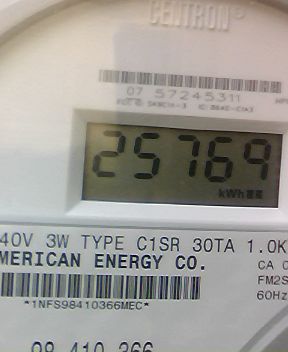 CENTRON®
07 57245311
25769
kWh
40V 3W TYPE C1SR 30TA 1.0K
MERICAN ENERGY CO.
CA 0
FM2S
60Hz
*1NFS98410366MEC*
98 410 366